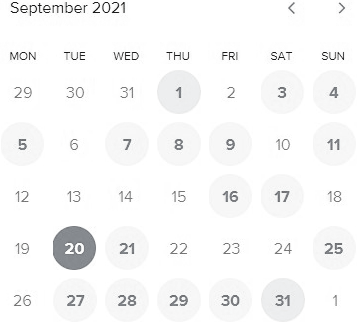 September 2021
MON TUE WED THU FRI SAT SUN
29 30 31 1 2 3 4
5 6 7 8 9 10 11
12 13 14 15 16 17 18
19 20 21 22 23 24 25
26 27 28 29 30 31 1